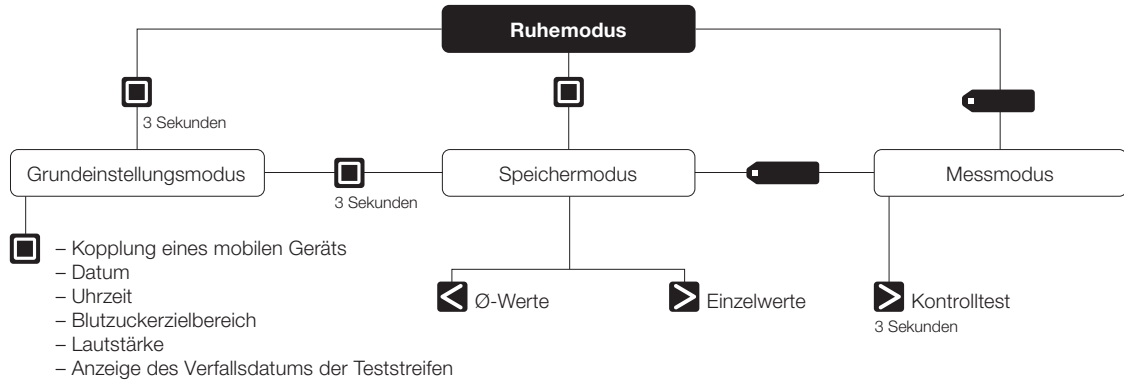 Ruhemodus
3 Sekunden
Grundeinstellungsmodus
3 Sekunden
Speichermodus
Messmodus
– Kopplung eines mobilen Geräts
– Datum
– Uhrzeit
– Blutzuckerzielbereich
– Lautstärke
– Anzeige des Verfallsdatums der Teststreifen
Ø-Werte
Einzelwerte
Kontrolltest
3 Sekunden